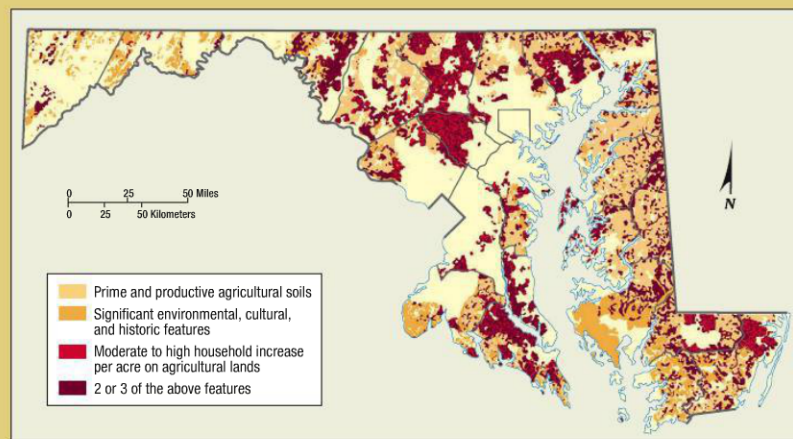 0 25 50 Miles
0 25 50 Kilometers
N
Prime and productive agricultural soils
Significant environmental, cultural,
and historic features
Moderate to high household increase
per acre on agricultural lands
2 or 3 of the above features